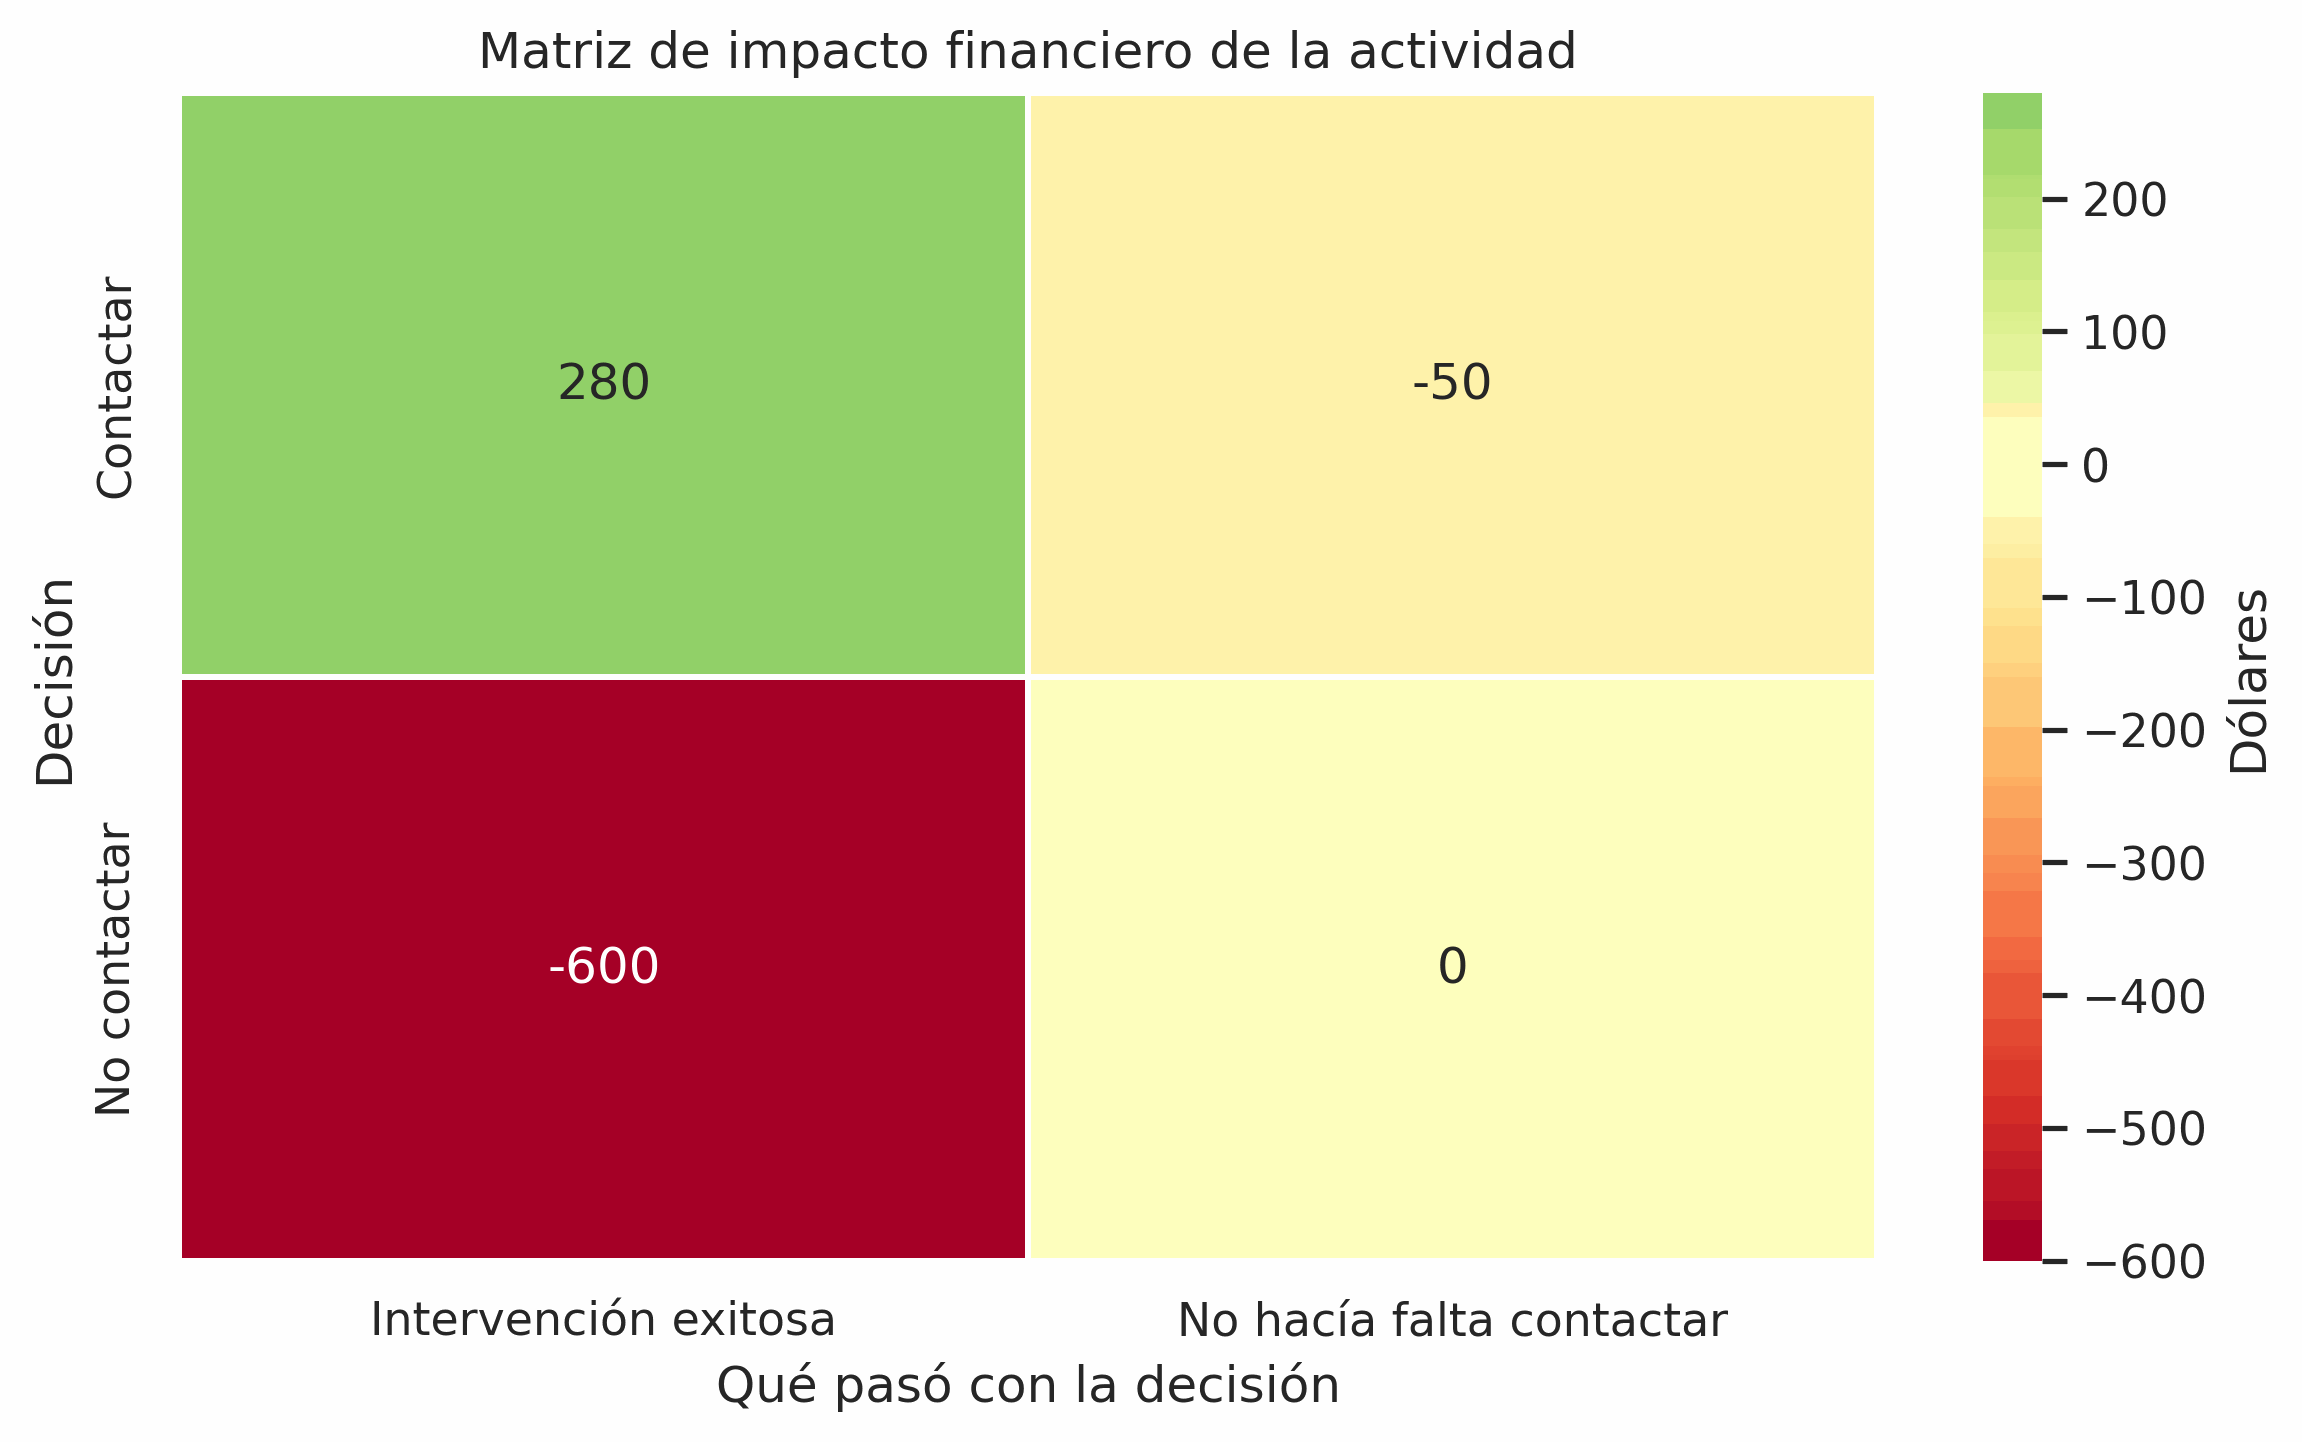 Matriz de impacto financiero de la actividad
Decisión
Contactar
No contactar
280
-50
-600
0
Intervención exitosa
No hacía falta contactar
Qué pasó con la decisión
200
100
0
−100
−200
−300
−400
−500
−600
Dólares